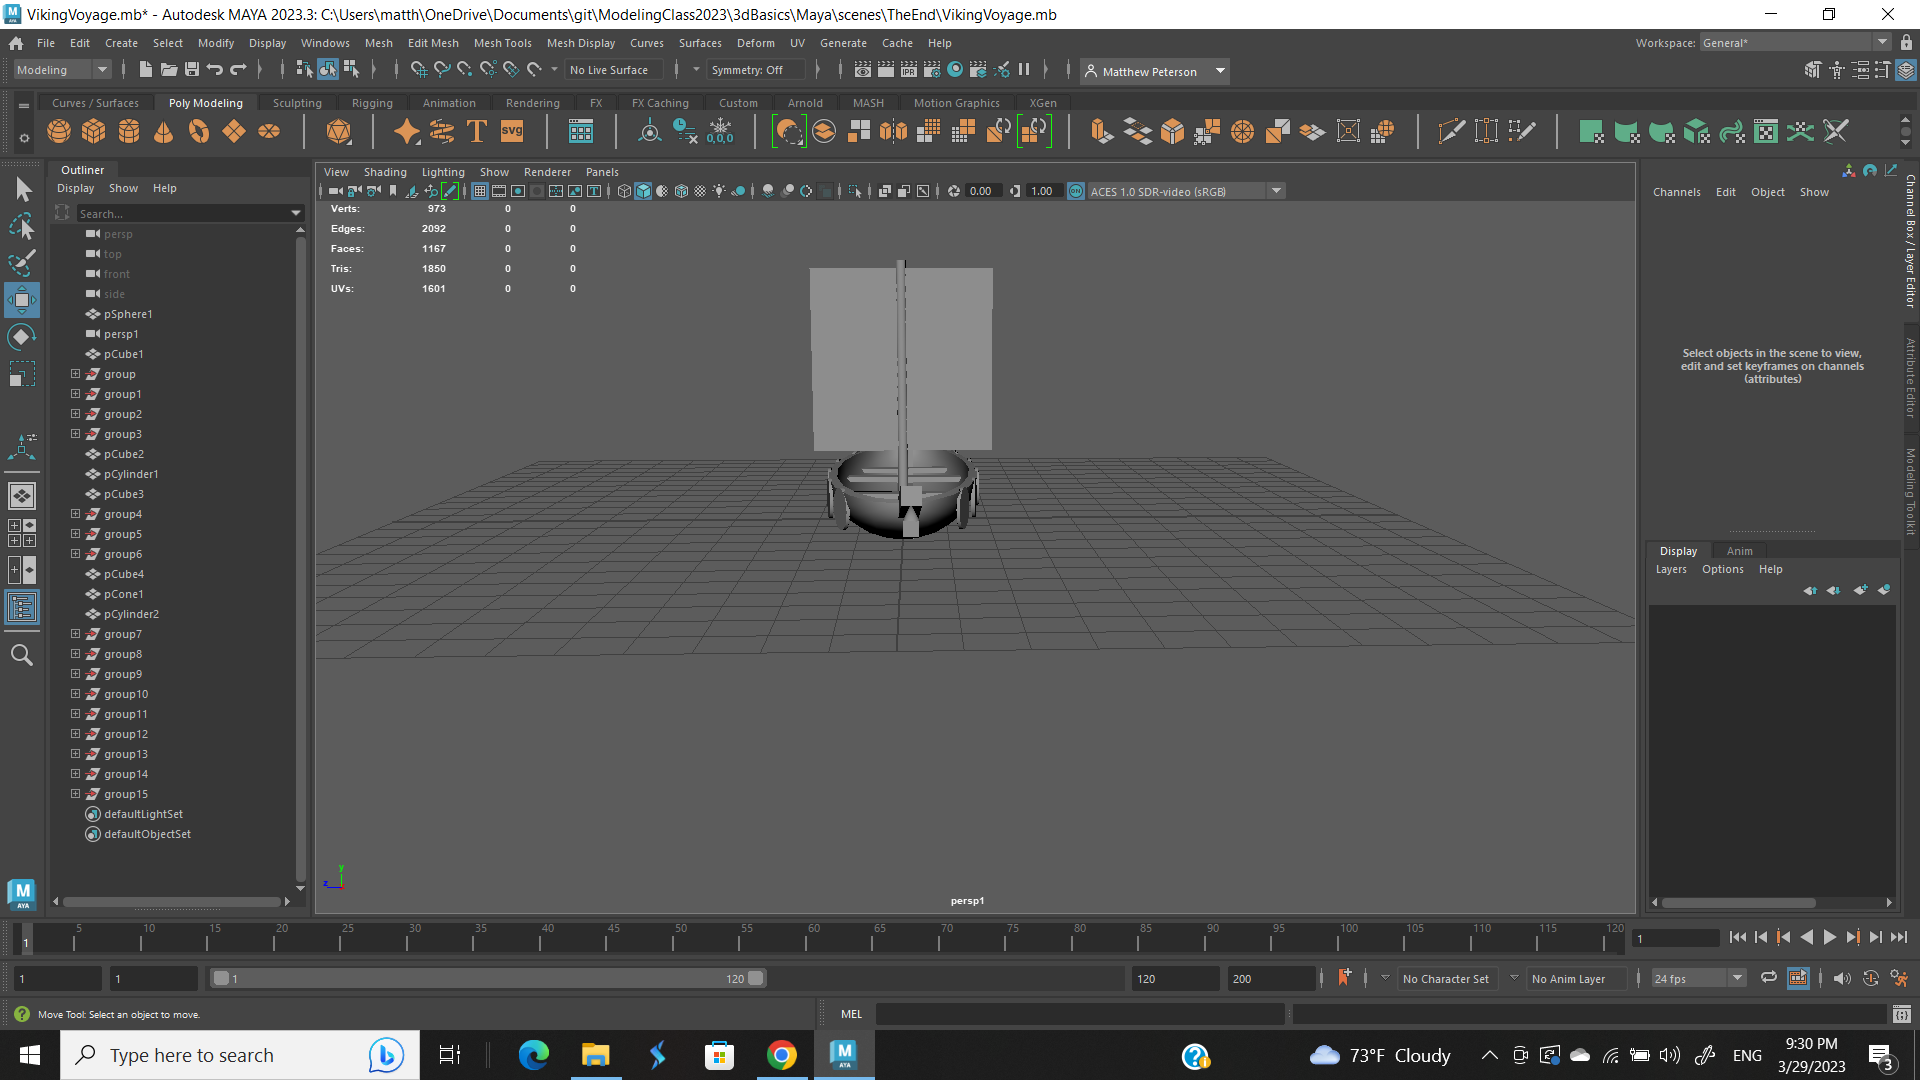 VikingVoyage.mb* - Autodesk MAYA 2023.3: C:\Users\matth\OneDrive\Documents\git\ModelingClass2023\3dBasics\Maya\scenes\TheEnd\VikingVoyage.mb
File Edit Create Select Modify Display Windows Mesh Edit Mesh Mesh Tools Mesh Display Curves Surfaces Deform UV Generate Cache Help
Workspace: General*
Modeling
No Live Surface
Symmetry: Off
IPR
Matthew Peterson
Curves / Surfaces Poly Modeling Sculpting Rigging Animation Rendering FX FX Caching Custom Arnold MASH Motion Graphics XGen
T
svg
0,0,0
Outliner
Display Show Help
Search...
persp
top
front
side
pSphere1
persp1
pCube1
group
group1
group2
group3
pCube2
pCylinder1
pCube3
group4
group5
group6
pCube4
pCone1
pCylinder2
group7
group8
group9
group10
group11
group12
group13
group14
group15
defaultLightSet
defaultObjectSet
M
AYA
View Shading Lighting Show Renderer Panels
0.00
1.00
ON
ACES 1.0 SDR-video (sRGB)
Verts: 973 0 0
Edges: 2092 0 0
Faces: 1167 0 0
Tris: 1850 0 0
UVs: 1601 0 0
y
z
persp1
Channels Edit Object Show
Select objects in the scene to view,
edit and set keyframes on channels
(attributes)
Channel Box / Layer Editor
Attribute Editor
Modeling Toolkit
Display Anim
Layers Options Help
1 5 10 15 20 25 30 35 40 45 50 55 60 65 70 75 80 85 90 95 100 105 110 115 120
1
1
1
1
120
120
200
No Character Set
No Anim Layer
24 fps
Move Tool: Select an object to move.
MEL
Type here to search
M
AYA
73°F Cloudy
ENG
9:30 PM
3/29/2023
3